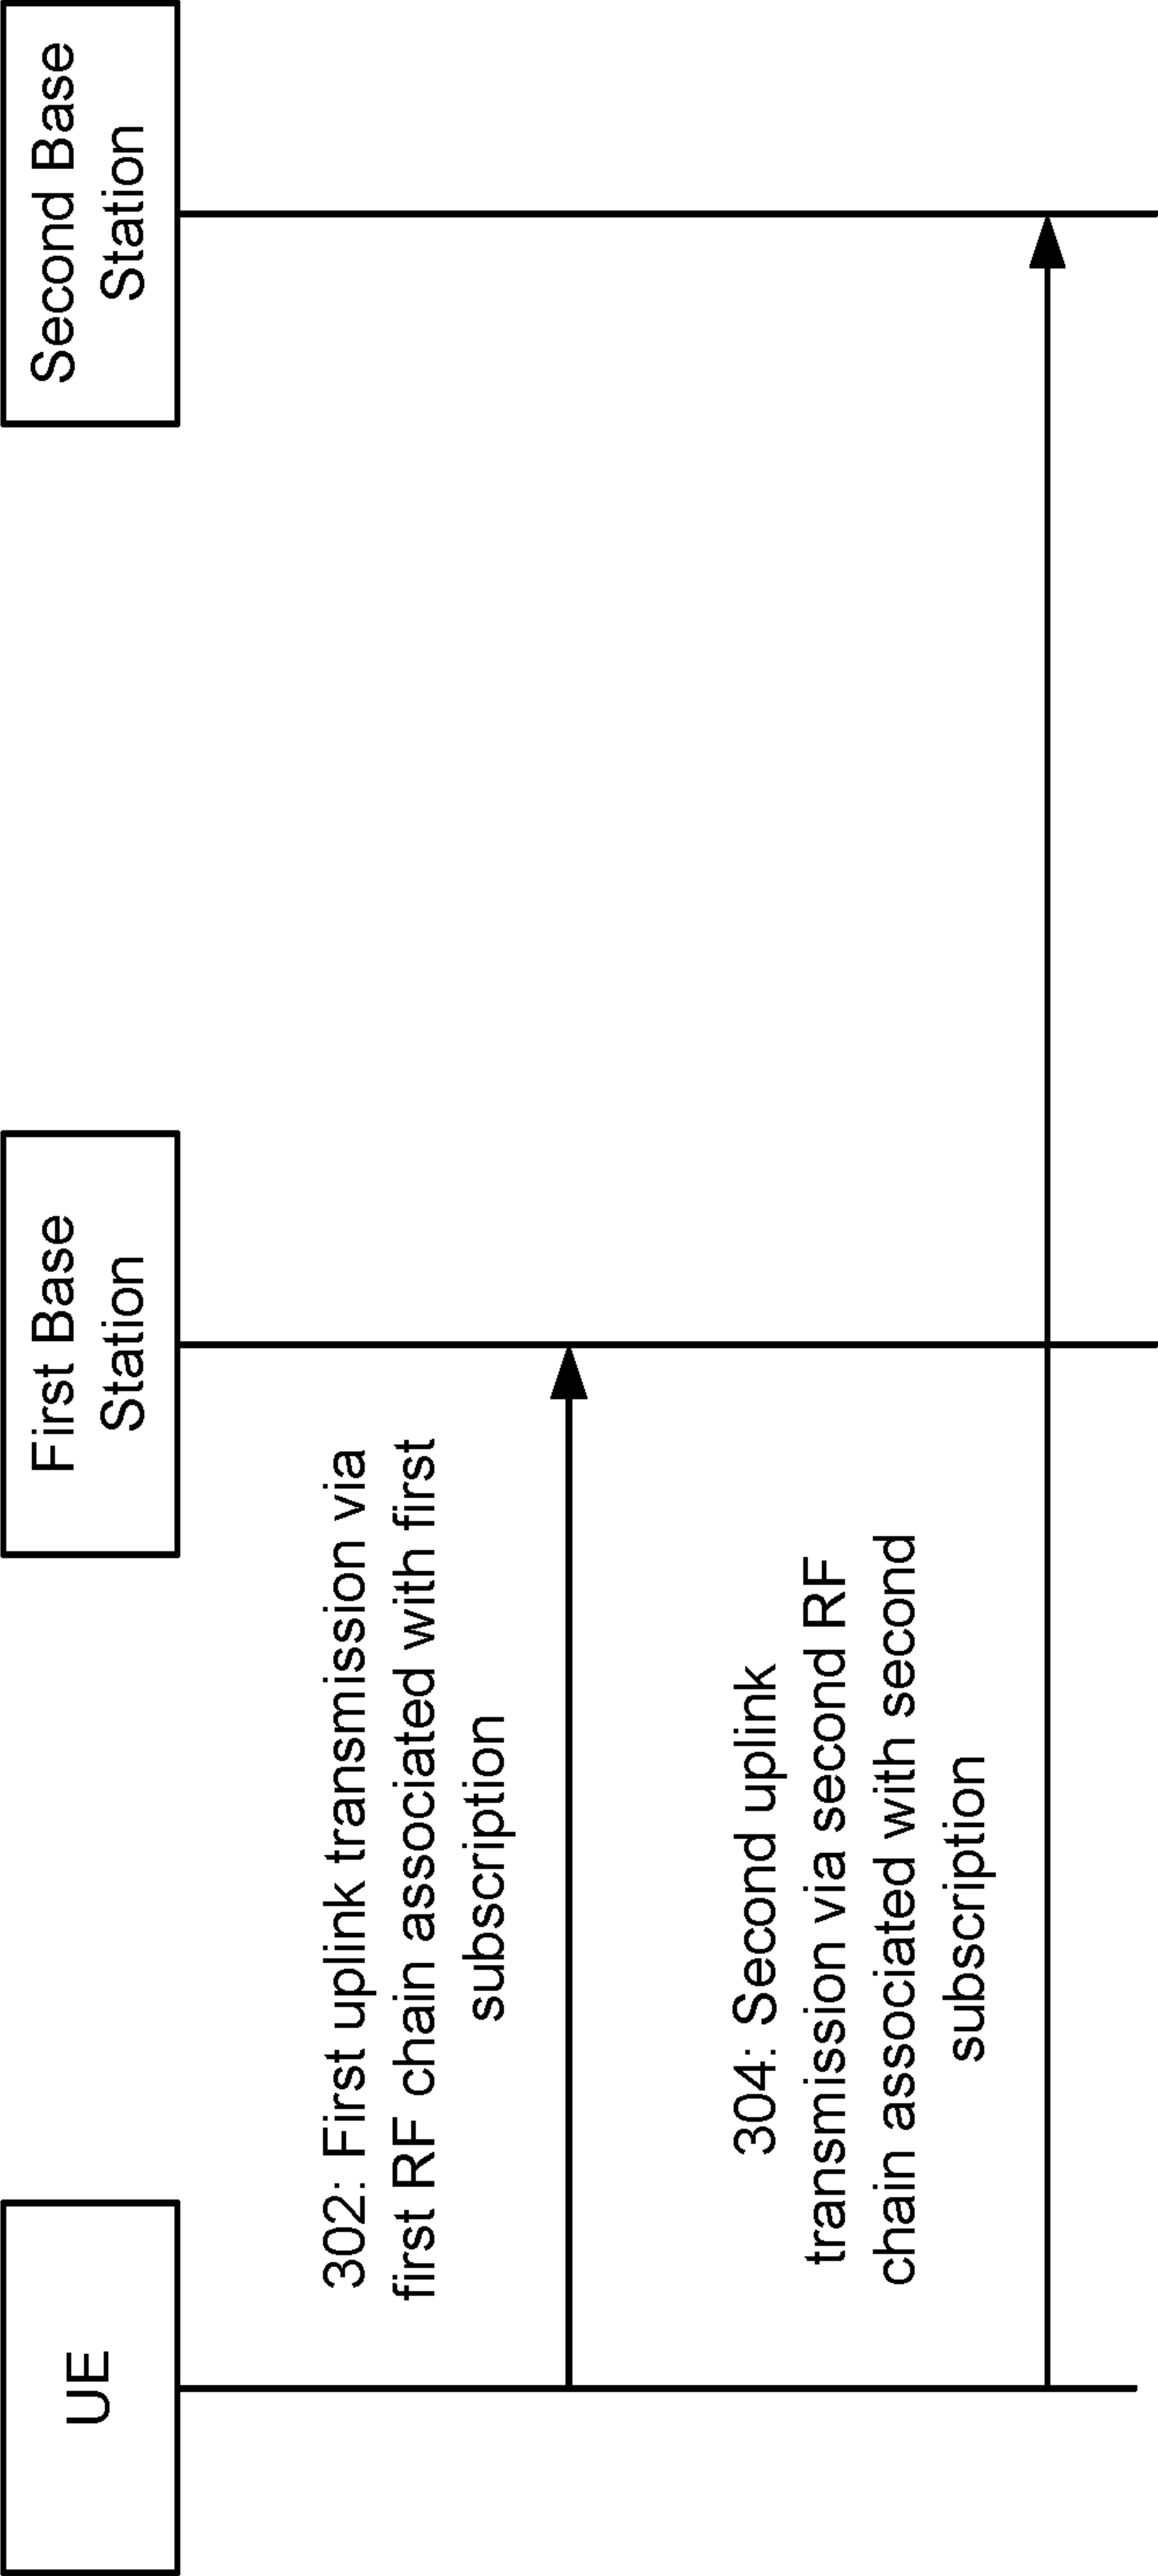 UE
First Base
Station
Second Base
Station
302: First uplink transmission via
first RF chain associated with first
subscription
304: Second uplink
transmission via second RF
chain associated with second
subscription